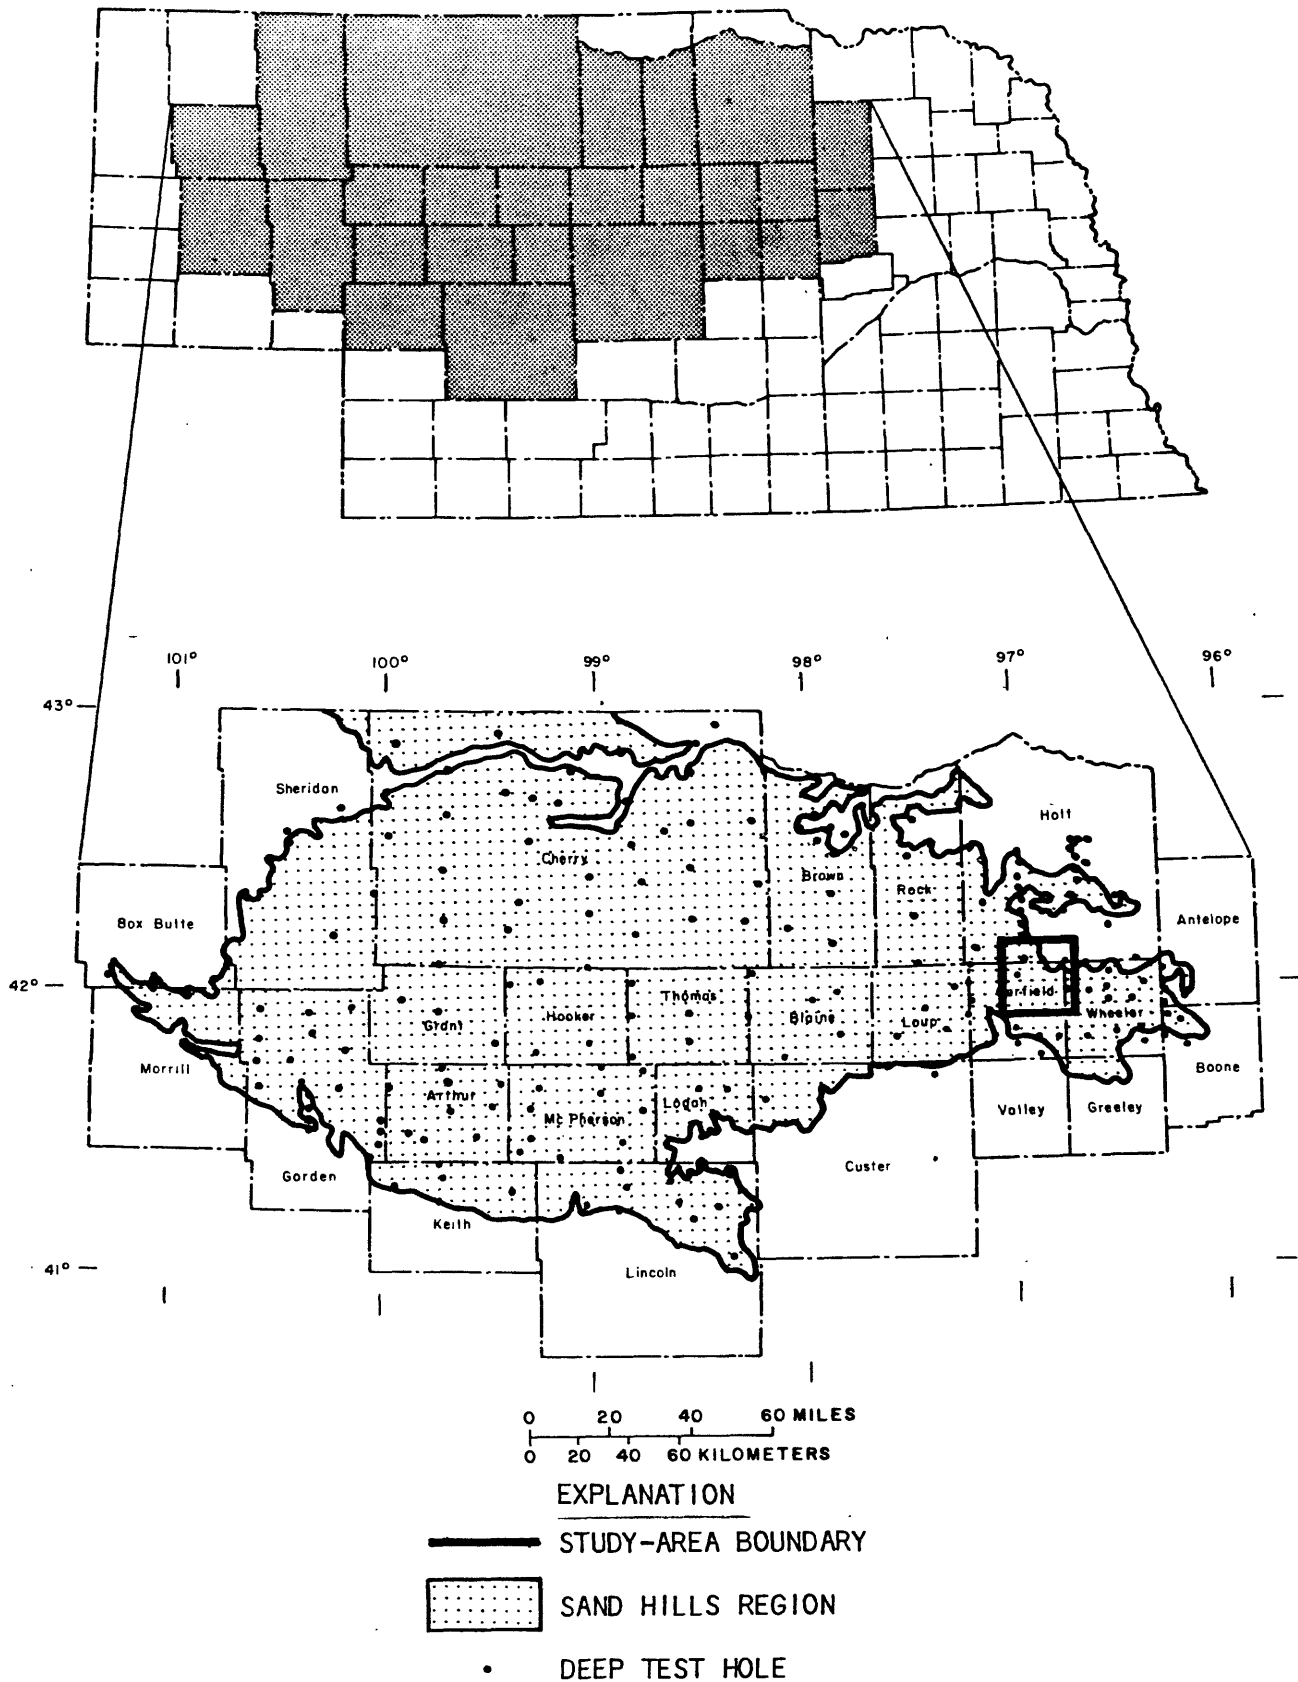 101° 100° 99° 98° 97° 96°
43°
Sheridan
Holt
Cherry
Brown
Rock
Box Butte
Antelope
42°
Garfield
Thomas
Grant
Hooker
Blaine
Loup
Wheeler
Morrill
Boone
Arthur
Logan
Mc Pherson
Valley
Greeley
Custer
Gorden
Keith
41°
Lincoln
0 20 40 60 MILES
0 20 40 60 KILOMETERS
EXPLANATION
STUDY-AREA BOUNDARY
SAND HILLS REGION
DEEP TEST HOLE